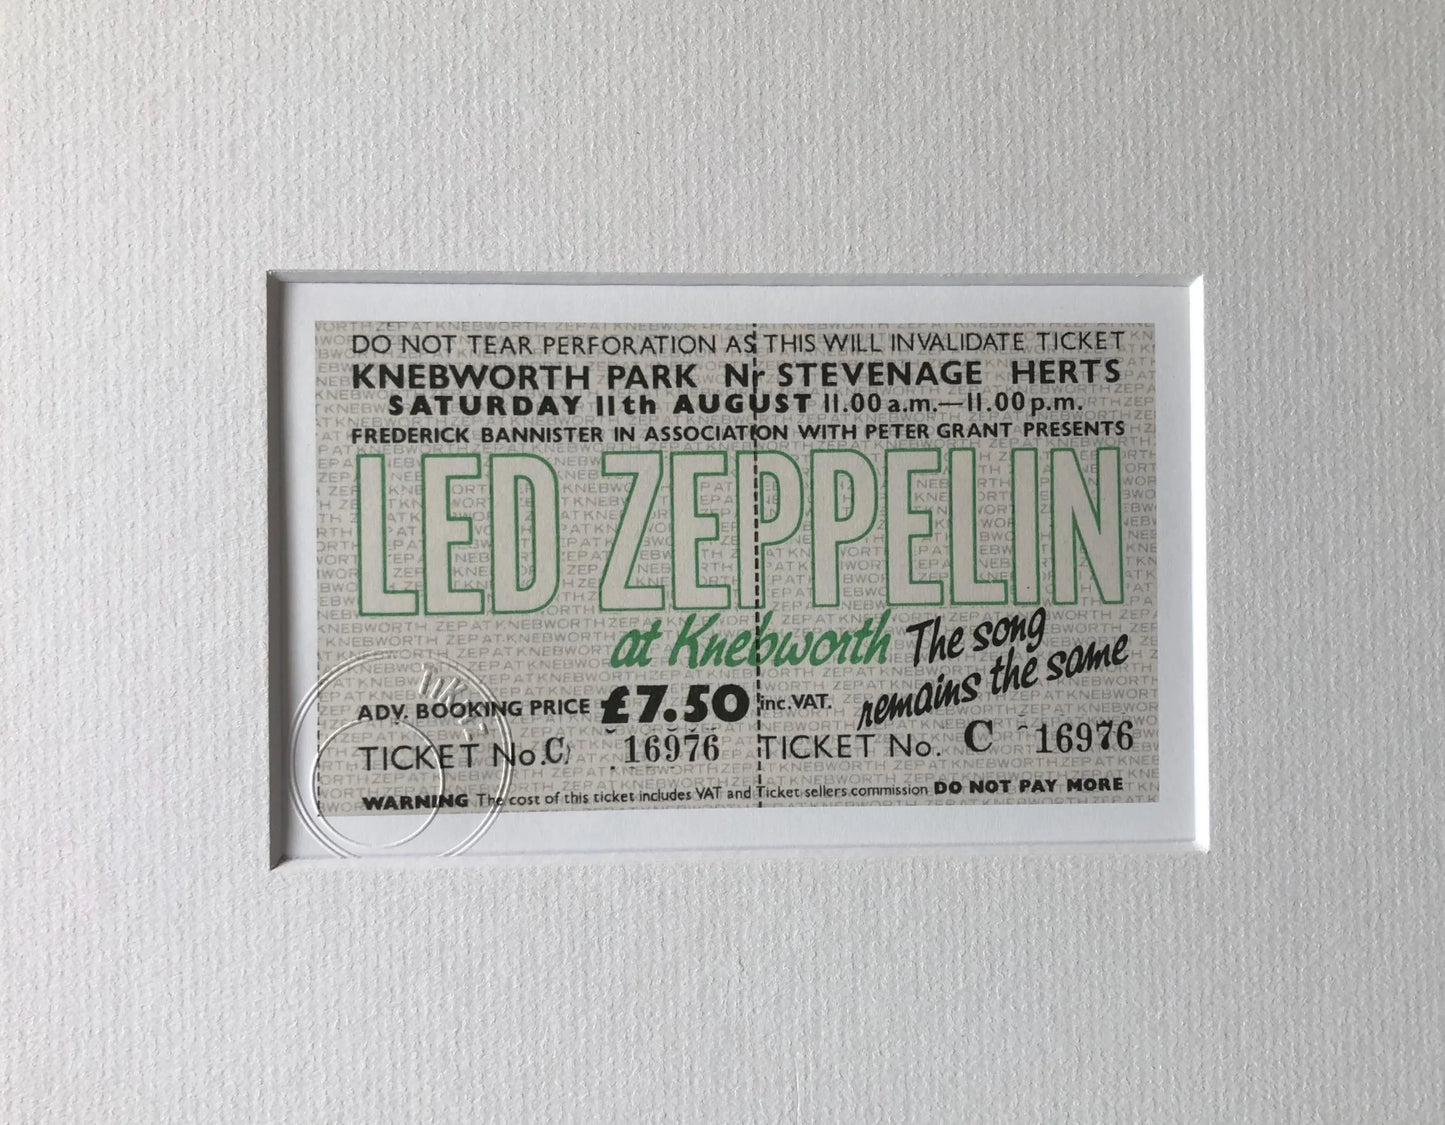 DO NOT TEAR PERFORATION AS THIS WILL INVALIDATE TICKET
KNEBWORTH PARK Nr STEVENAGE HERTS
SATURDAY 11th AUGUST 11.00 a.m.—11.00 p.m.
FREDERICK BANNISTER IN ASSOCIATION WITH PETER GRANT PRESENTS
LED ZEPPELIN
at Knebworth
The song
remains the same
ADV. BOOKING PRICE £7.50 inc. VAT.
TICKET No. C 16976 TICKET No. C 16976
WARNING The cost of this ticket includes VAT and Ticket sellers commission DO NOT PAY MORE